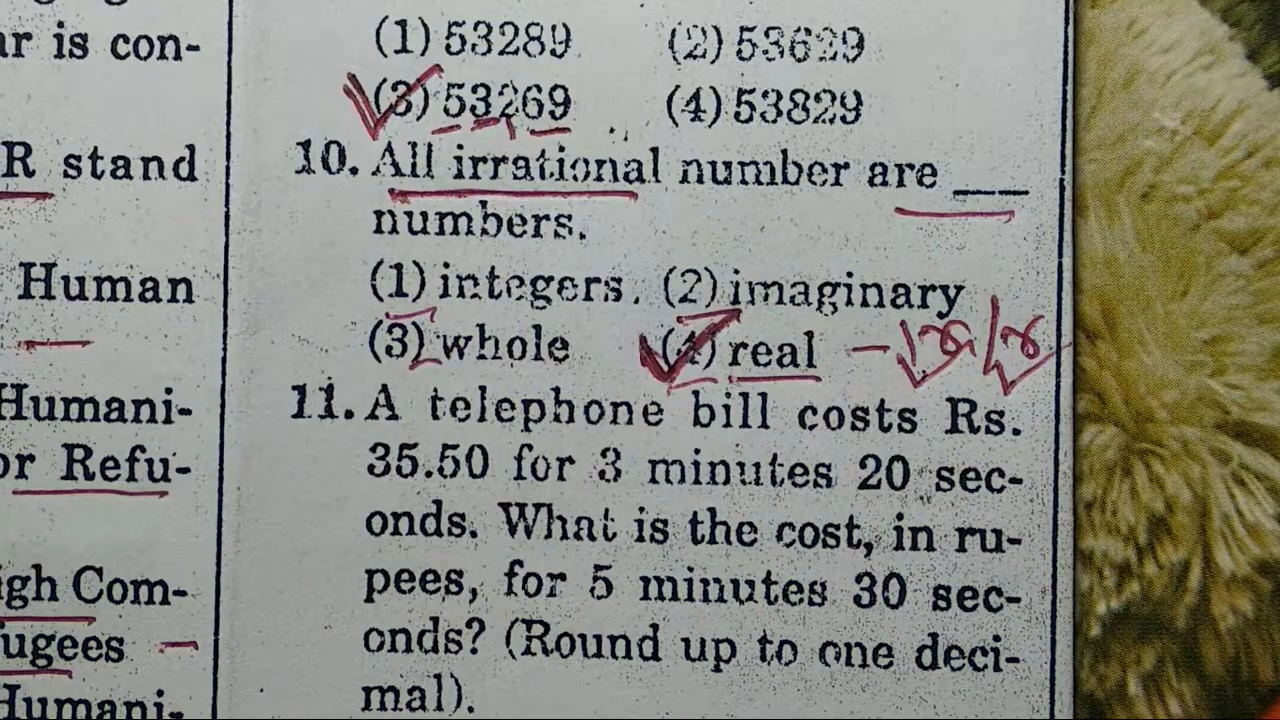 ar is con-
R stand
Human
Humani-
or Refu-
igh Com-
ugees —
Humani-
(1) 53289 (2) 53629
(3) 53269 (4) 53829
10. All irrational number are ___
numbers.
(1) integers. (2) imaginary
(3) whole (4) real
11. A telephone bill costs Rs.
35.50 for 3 minutes 20 sec-
onds. What is the cost, in ru-
pees, for 5 minutes 30 sec-
onds? (Round up to one deci-
mal).